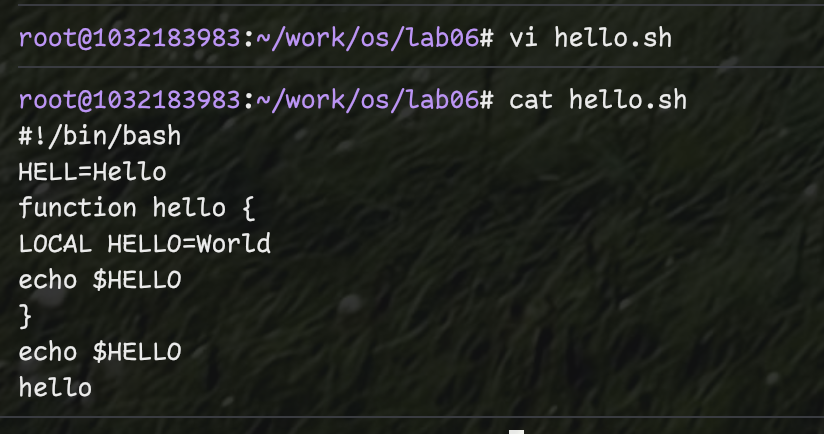 root@1032183983:~/work/os/lab06# vi hello.sh
root@1032183983:~/work/os/lab06# cat hello.sh
#!/bin/bash
HELL=Hello
function hello {
LOCAL HELLO=World
echo $HELLO
}
echo $HELLO
hello